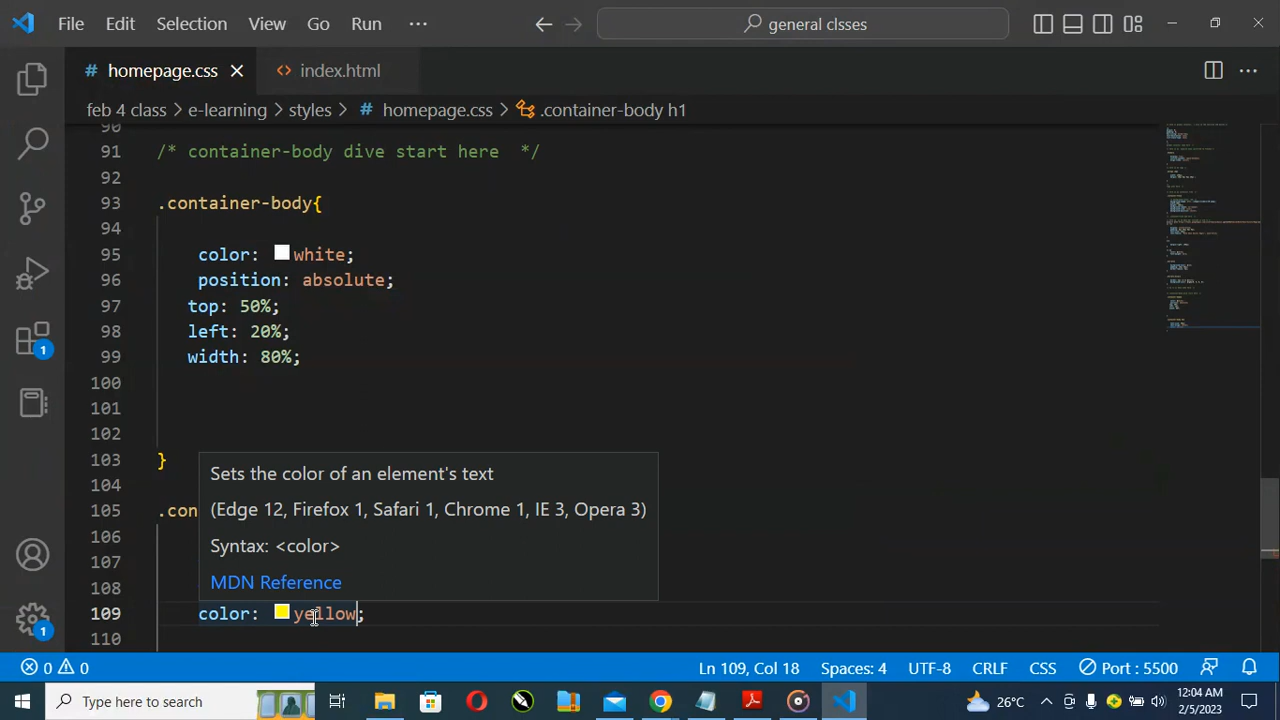 File Edit Selection View Go Run ··· general clsses
# homepage.css index.html
feb 4 class > e-learning > styles > # homepage.css > .container-body h1
90
91 /* container-body dive start here */
92
93 .container-body{
94
95 color: white;
96 position: absolute;
97 top: 50%;
98 left: 20%;
99 width: 80%;
100
101
102
103 }
104
105 .con
106
107
108
109 color: yellow;
110
Sets the color of an element's text
(Edge 12, Firefox 1, Safari 1, Chrome 1, IE 3, Opera 3)
Syntax: <color>
MDN Reference
1
1
0 0 Ln 109, Col 18 Spaces: 4 UTF-8 CRLF CSS Port : 5500
Type here to search 26°C 12:04 AM
2/5/2023